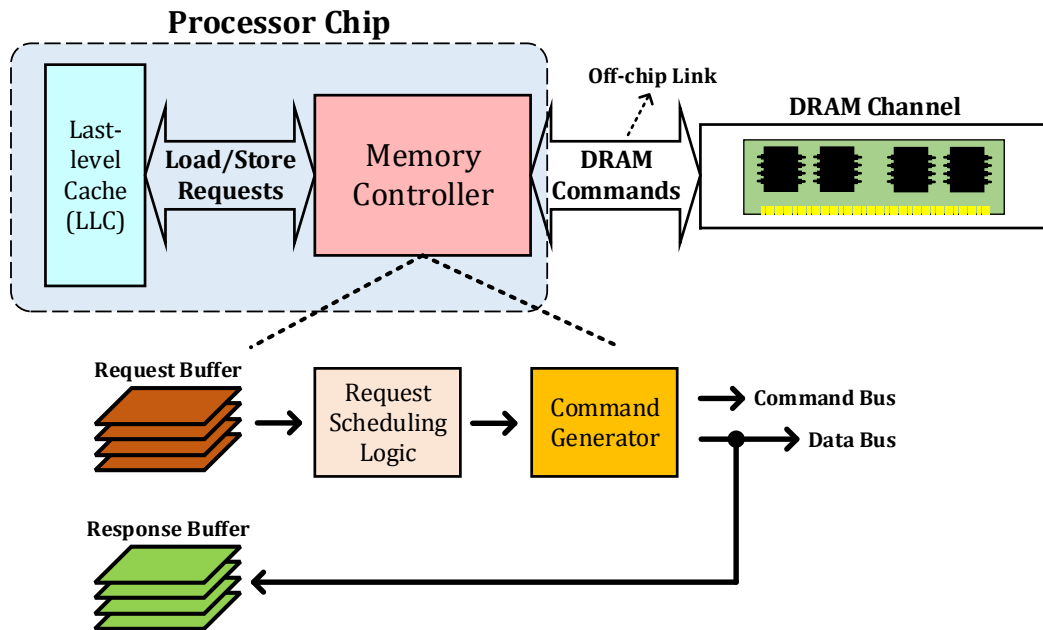 Processor Chip
Off-chip Link
DRAM Channel
Last-
level
Cache
(LLC)
Load/Store
Requests
Memory
Controller
DRAM
Commands
Request Buffer
Request
Scheduling
Logic
Command
Generator
Command Bus
Data Bus
Response Buffer